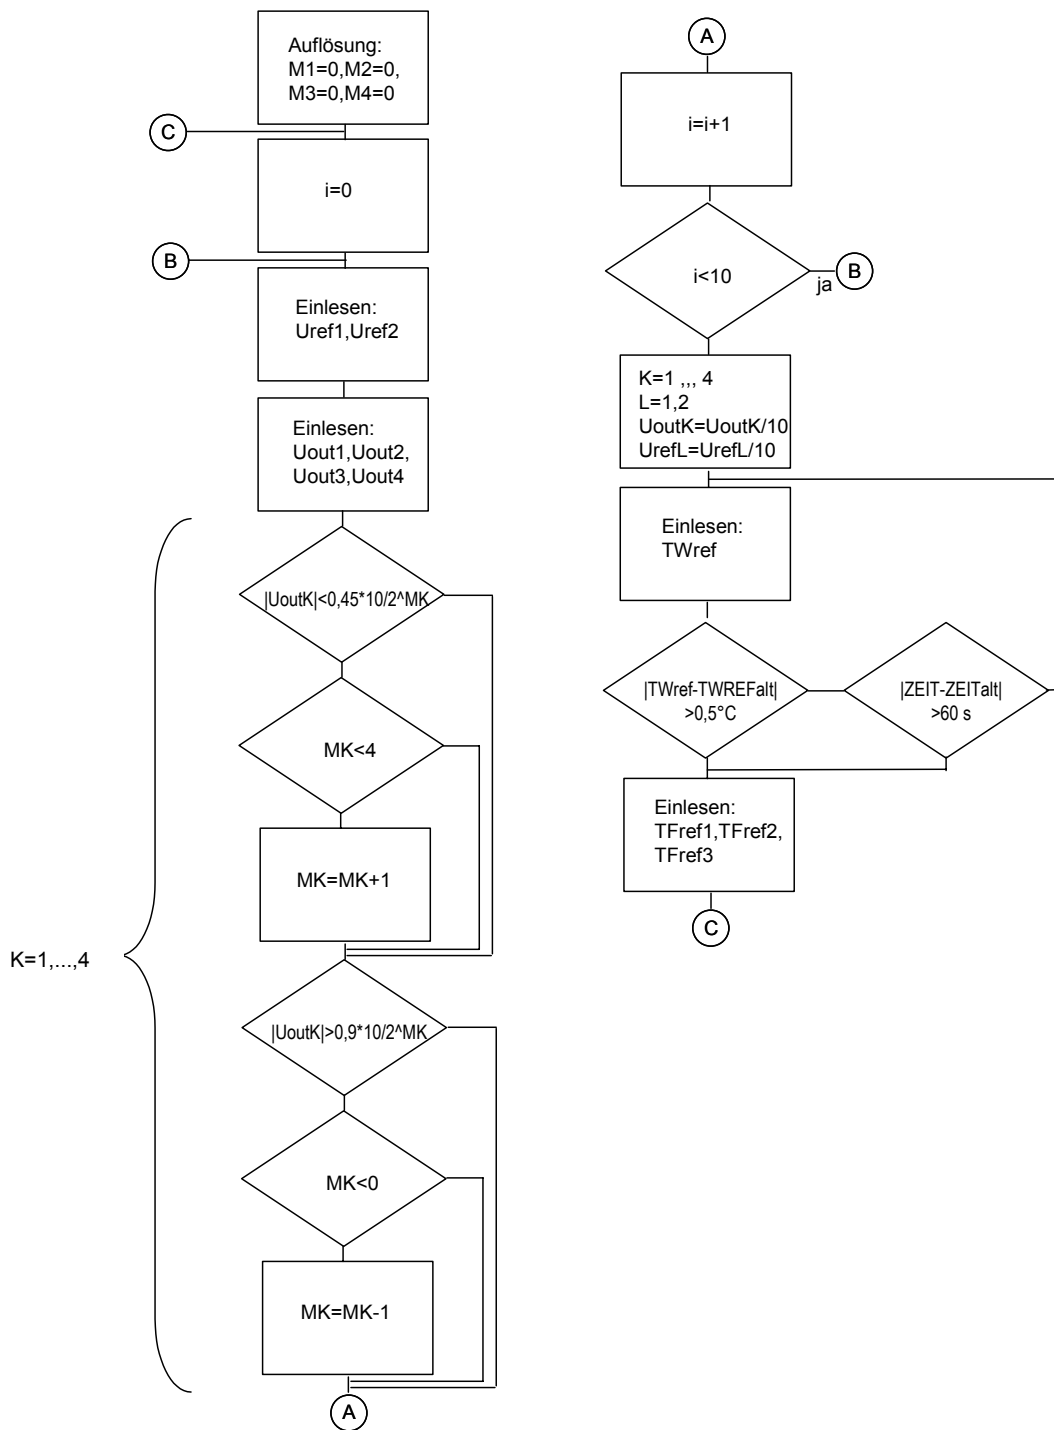 Auflösung:
M1=0,M2=0,
M3=0,M4=0
C
i=0
B
Einlesen:
Uref1,Uref2
Einlesen:
Uout1,Uout2,
Uout3,Uout4
|UoutK|<0,45*10/2^MK
MK<4
MK=MK+1
K=1,...,4
|UoutK|>0,9*10/2^MK
MK<0
MK=MK-1
A
A
i=i+1
i<10
ja
B
K=1 ,,, 4
L=1,2
UoutK=UoutK/10
UrefL=UrefL/10
Einlesen:
TWref
|TWref-TWREFalt|
>0,5°C
|ZEIT-ZEITalt|
>60 s
Einlesen:
TFref1,TFref2,
TFref3
C